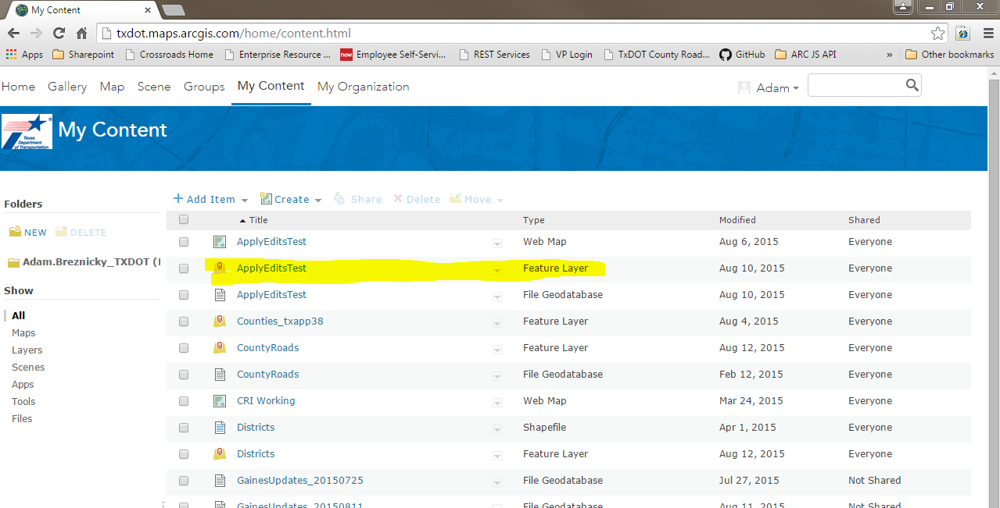 My Content
txdot.maps.arcgis.com/home/content.html
Apps Sharepoint Crossroads Home Enterprise Resource ... now Employee Self-Servi... REST Services VP Login TxDOT County Road... GitHub ARC JS API » Other bookmarks
Home Gallery Map Scene Groups My Content My Organization Adam
Texas
Department
of Transportation
My Content
Folders
NEW DELETE
Adam.Breznicky_TXDOT (
Show
All
Maps
Layers
Scenes
Apps
Tools
Files
+ Add Item Create Share Delete Move
Title Type Modified Shared
ApplyEditsTest Web Map Aug 6, 2015 Everyone
ApplyEditsTest Feature Layer Aug 10, 2015 Everyone
ApplyEditsTest File Geodatabase Aug 10, 2015 Everyone
Counties_txapp38 Feature Layer Aug 4, 2015 Everyone
CountyRoads Feature Layer Aug 12, 2015 Everyone
CountyRoads File Geodatabase Feb 12, 2015 Everyone
CRI Working Web Map Mar 24, 2015 Everyone
Districts Shapefile Apr 1, 2015 Everyone
Districts Feature Layer Aug 12, 2015 Everyone
GainesUpdates_20150725 File Geodatabase Jul 27, 2015 Not Shared
GainesUpdates_20150811 File Geodatabase Aug 11, 2015 Not Shared